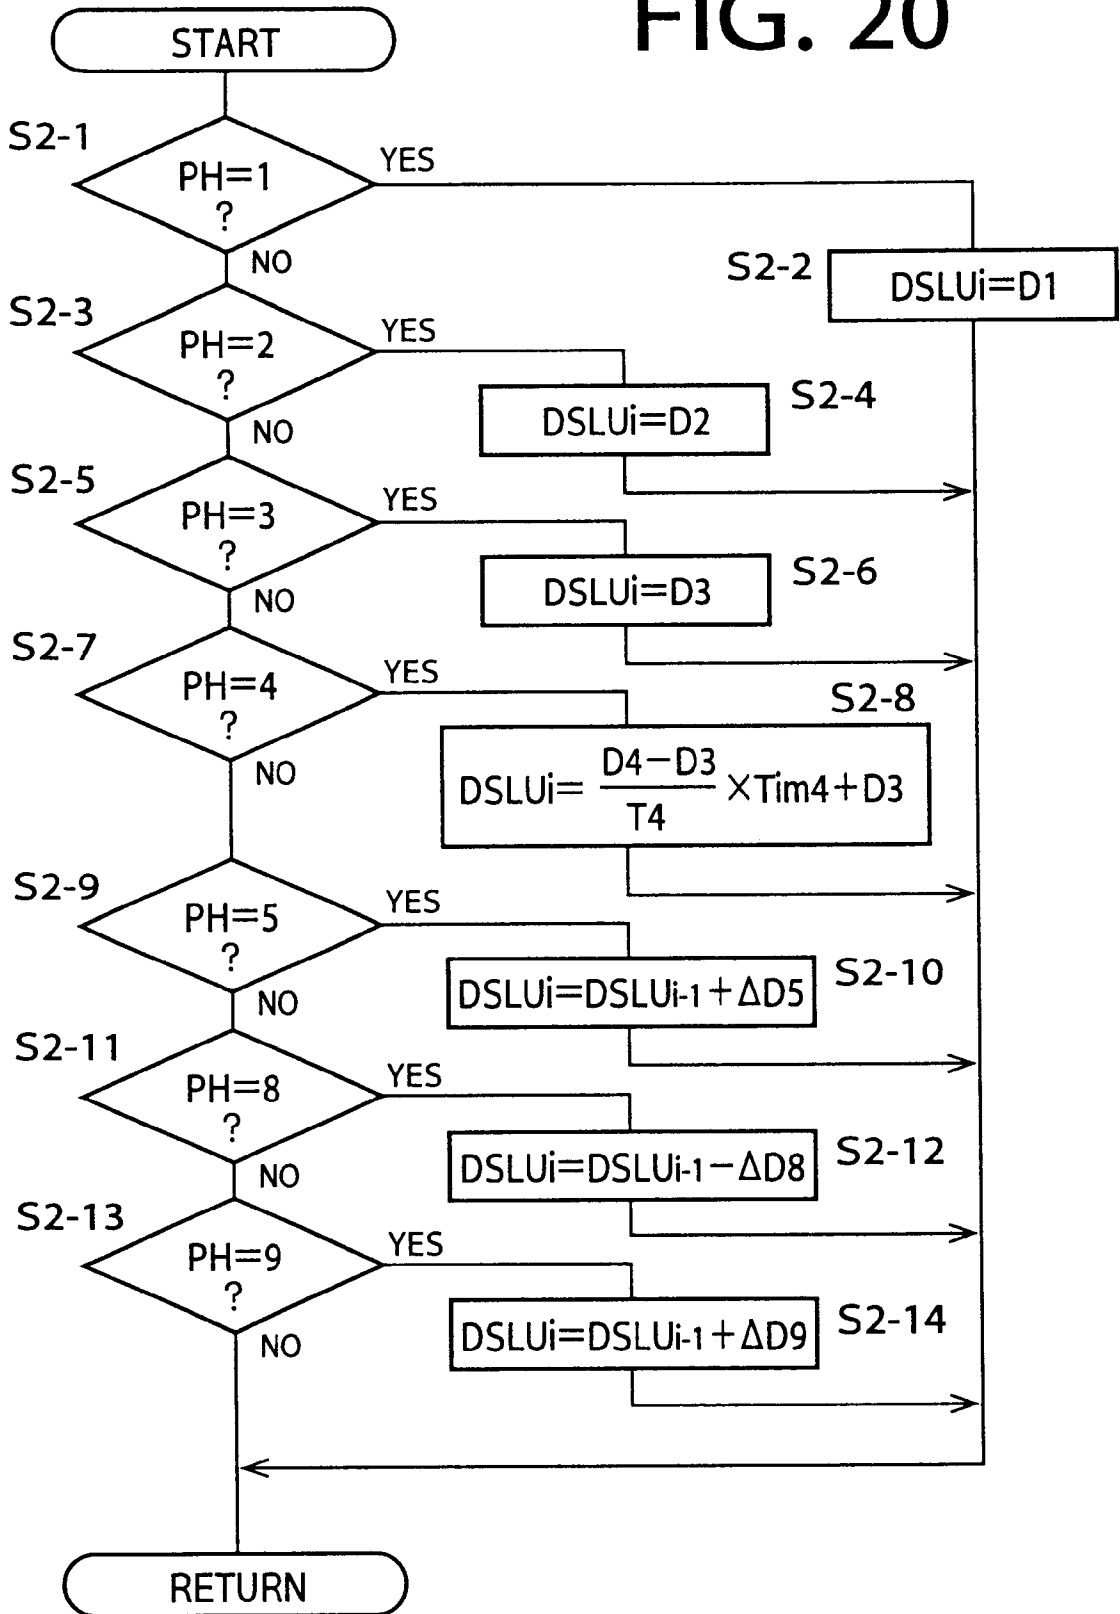 FIG. 20
START
S2-1
PH=1
?
YES
NO
S2-2
DSLUi=D1
S2-3
PH=2
?
YES
NO
S2-4
DSLUi=D2
S2-5
PH=3
?
YES
NO
S2-6
DSLUi=D3
S2-7
PH=4
?
YES
NO
S2-8
DSLUi= D4−D3
T4
×Tim4+D3
S2-9
PH=5
?
YES
NO
S2-10
DSLUi=DSLUi-1+ΔD5
S2-11
PH=8
?
YES
NO
S2-12
DSLUi=DSLUi-1−ΔD8
S2-13
PH=9
?
YES
NO
S2-14
DSLUi=DSLUi-1+ΔD9
RETURN